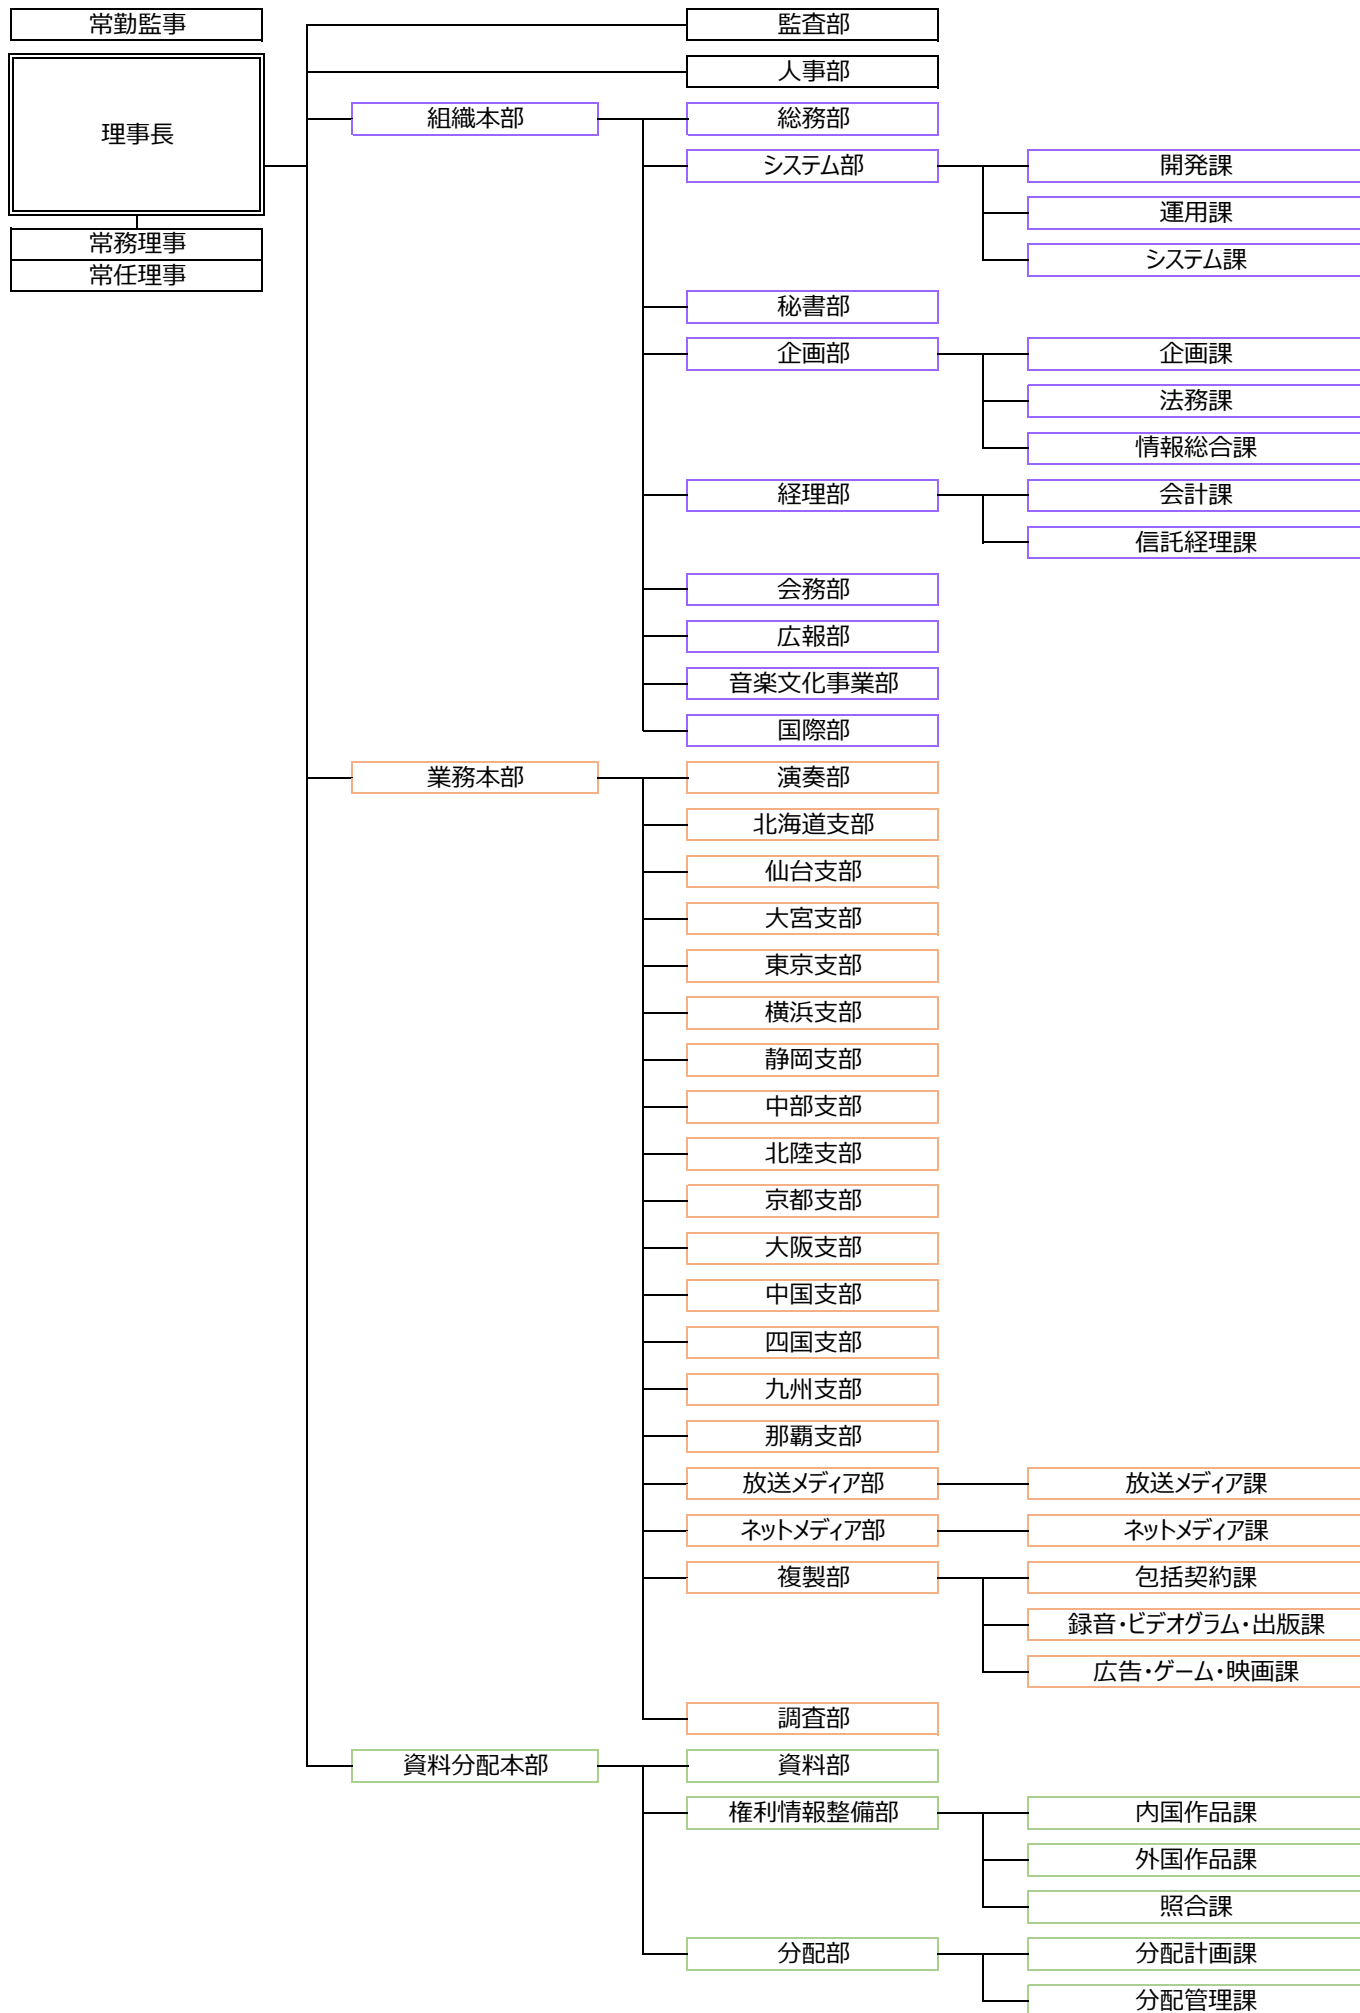 常勤監事
監査部
人事部
理事長
組織本部
総務部
システム部
開発課
運用課
常務理事
システム課
常任理事
秘書部
企画部
企画課
法務課
情報総合課
経理部
会計課
信託経理課
会務部
広報部
音楽文化事業部
国際部
業務本部
演奏部
北海道支部
仙台支部
大宮支部
東京支部
横浜支部
静岡支部
中部支部
北陸支部
京都支部
大阪支部
中国支部
四国支部
九州支部
那覇支部
放送メディア部
放送メディア課
ネットメディア部
ネットメディア課
複製部
包括契約課
録音・ビデオグラム・出版課
広告・ゲーム・映画課
調査部
資料分配本部
資料部
権利情報整備部
内国作品課
外国作品課
照合課
分配部
分配計画課
分配管理課